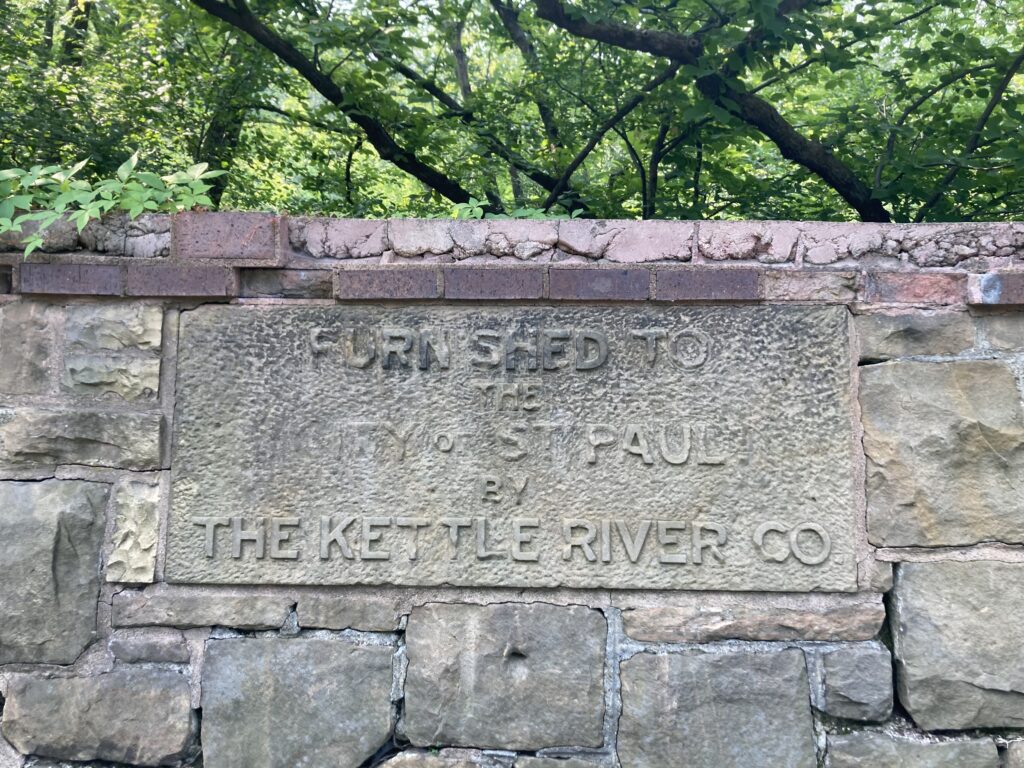 FURNISHED TO
THE
CITY OF ST PAUL
BY
THE KETTLE RIVER CO.